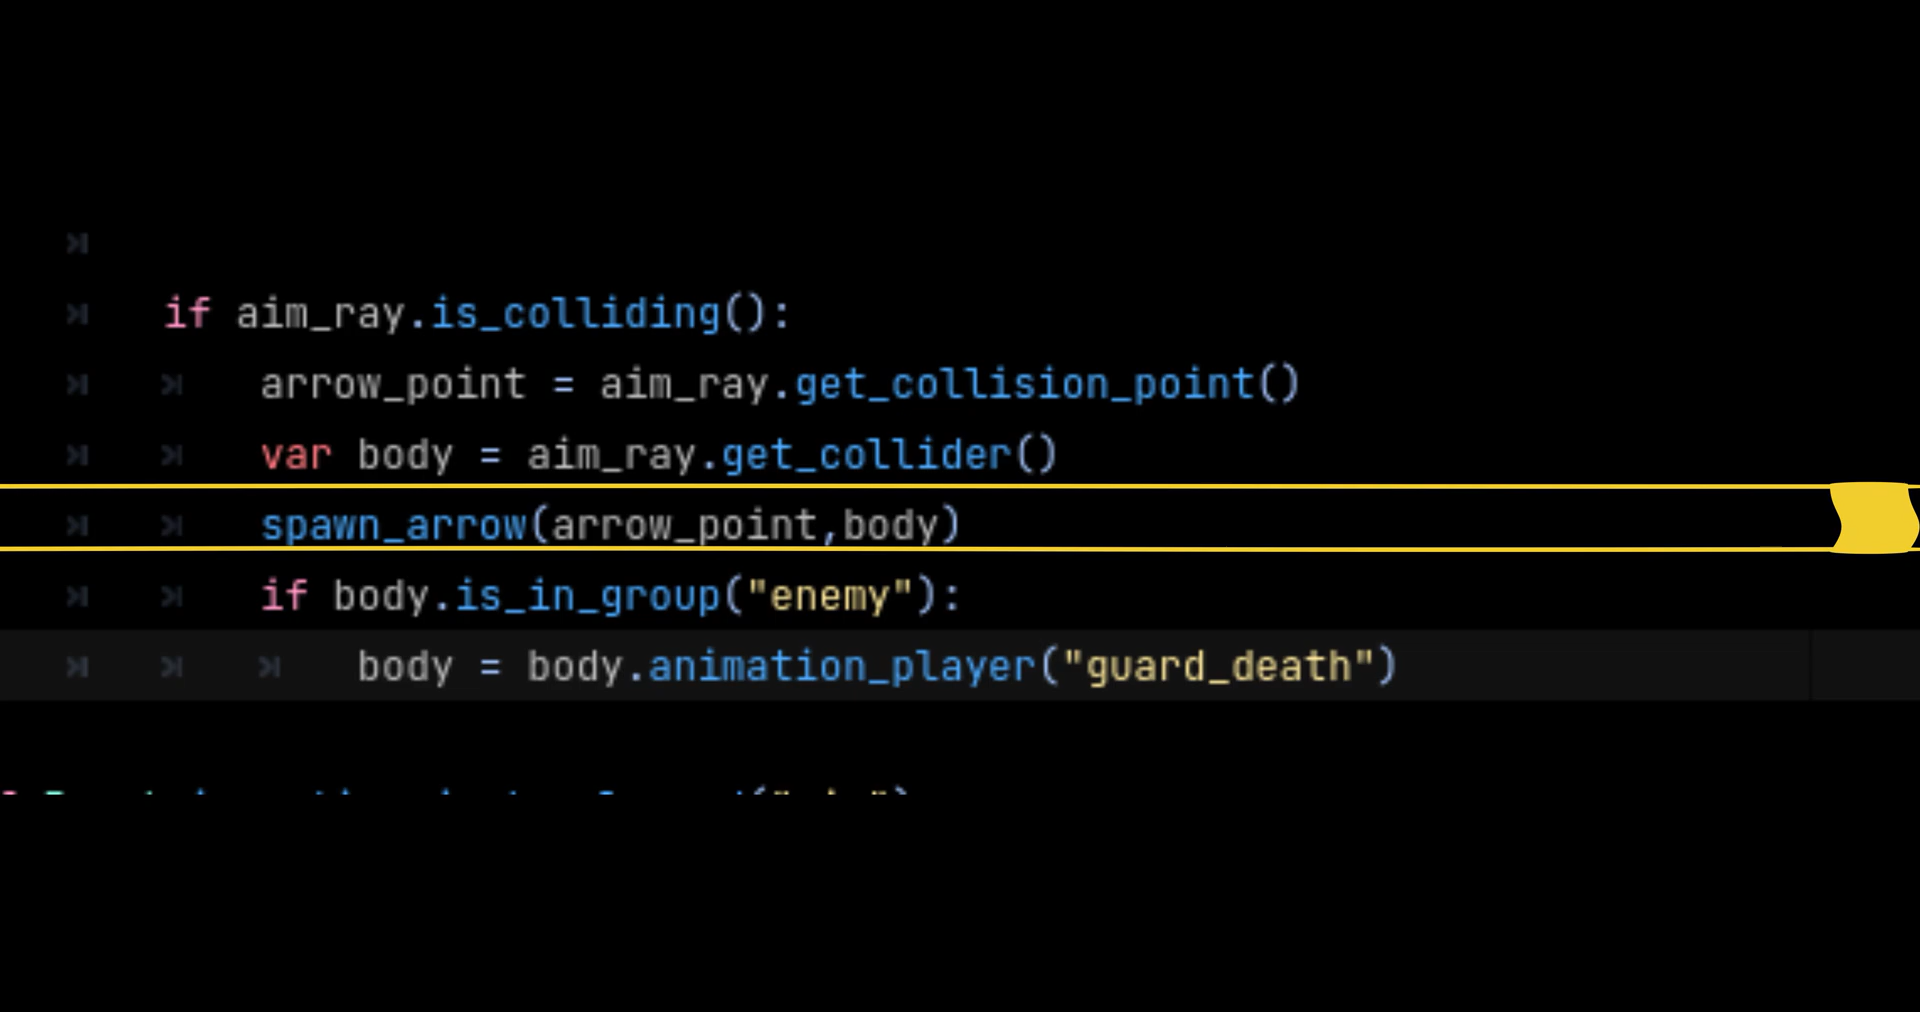 if aim_ray.is_colliding():
arrow_point = aim_ray.get_collision_point()
var body = aim_ray.get_collider()
spawn_arrow(arrow_point,body)
if body.is_in_group("enemy"):
body = body.animation_player("guard_death")